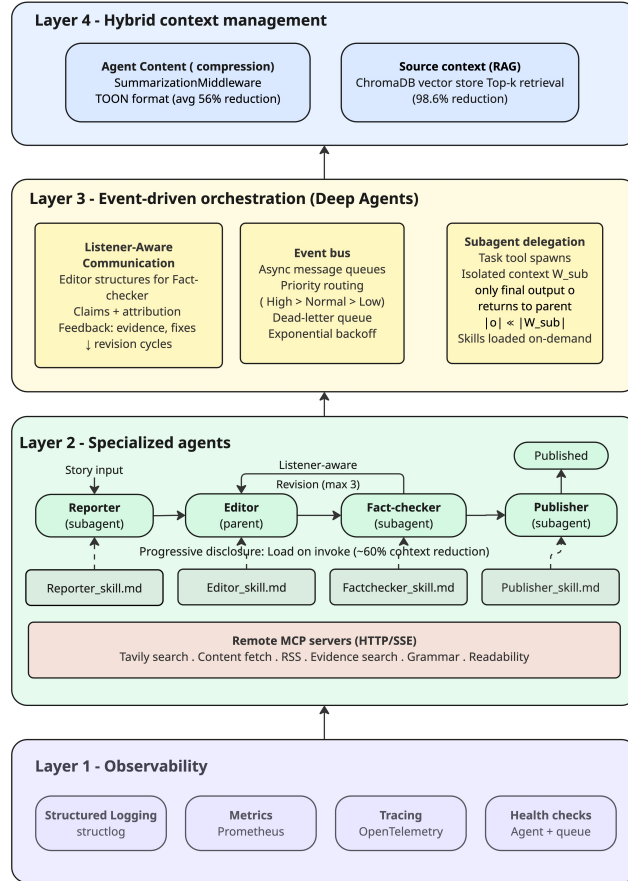 Layer 4 - Hybrid context management
Agent Content ( compression)
SummarizationMiddleware
TOON format (avg 56% reduction)
Source context (RAG)
ChromaDB vector store Top-k retrieval
(98.6% reduction)
Layer 3 - Event-driven orchestration (Deep Agents)
Listener-Aware
Communication
Editor structures for Fact-
checker
Claims + attribution
Feedback: evidence, fixes
↓ revision cycles
Event bus
Async message queues
Priority routing
( High > Normal > Low)
Dead-letter queue
Exponential backoff
Subagent delegation
Task tool spawns
Isolated context W_sub
only final output o
returns to parent
|o| ≪ |W_sub|
Skills loaded on-demand
Layer 2 - Specialized agents
Story input
Listener-aware
Revision (max 3)
Published
Reporter
(subagent)
Editor
(parent)
Fact-checker
(subagent)
Publisher
(subagent)
Progressive disclosure: Load on invoke (~60% context reduction)
Reporter_skill.md
Editor_skill.md
Factchecker_skill.md
Publisher_skill.md
Remote MCP servers (HTTP/SSE)
Tavily search . Content fetch . RSS . Evidence search . Grammar . Readability
Layer 1 - Observability
Structured Logging
structlog
Metrics
Prometheus
Tracing
OpenTelemetry
Health checks
Agent + queue